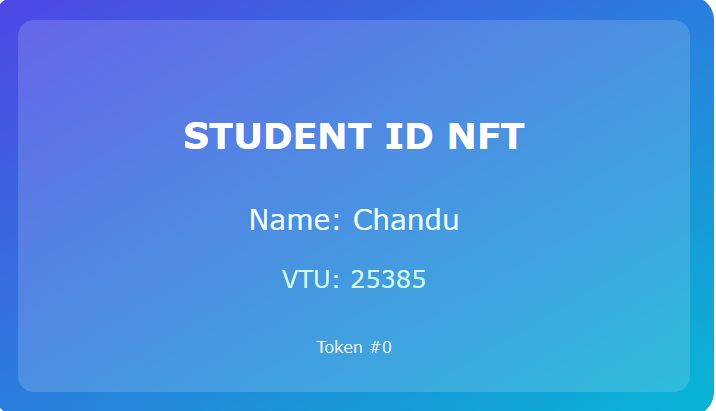 STUDENT ID NFT
Name: Chandu
VTU: 25385
Token #0